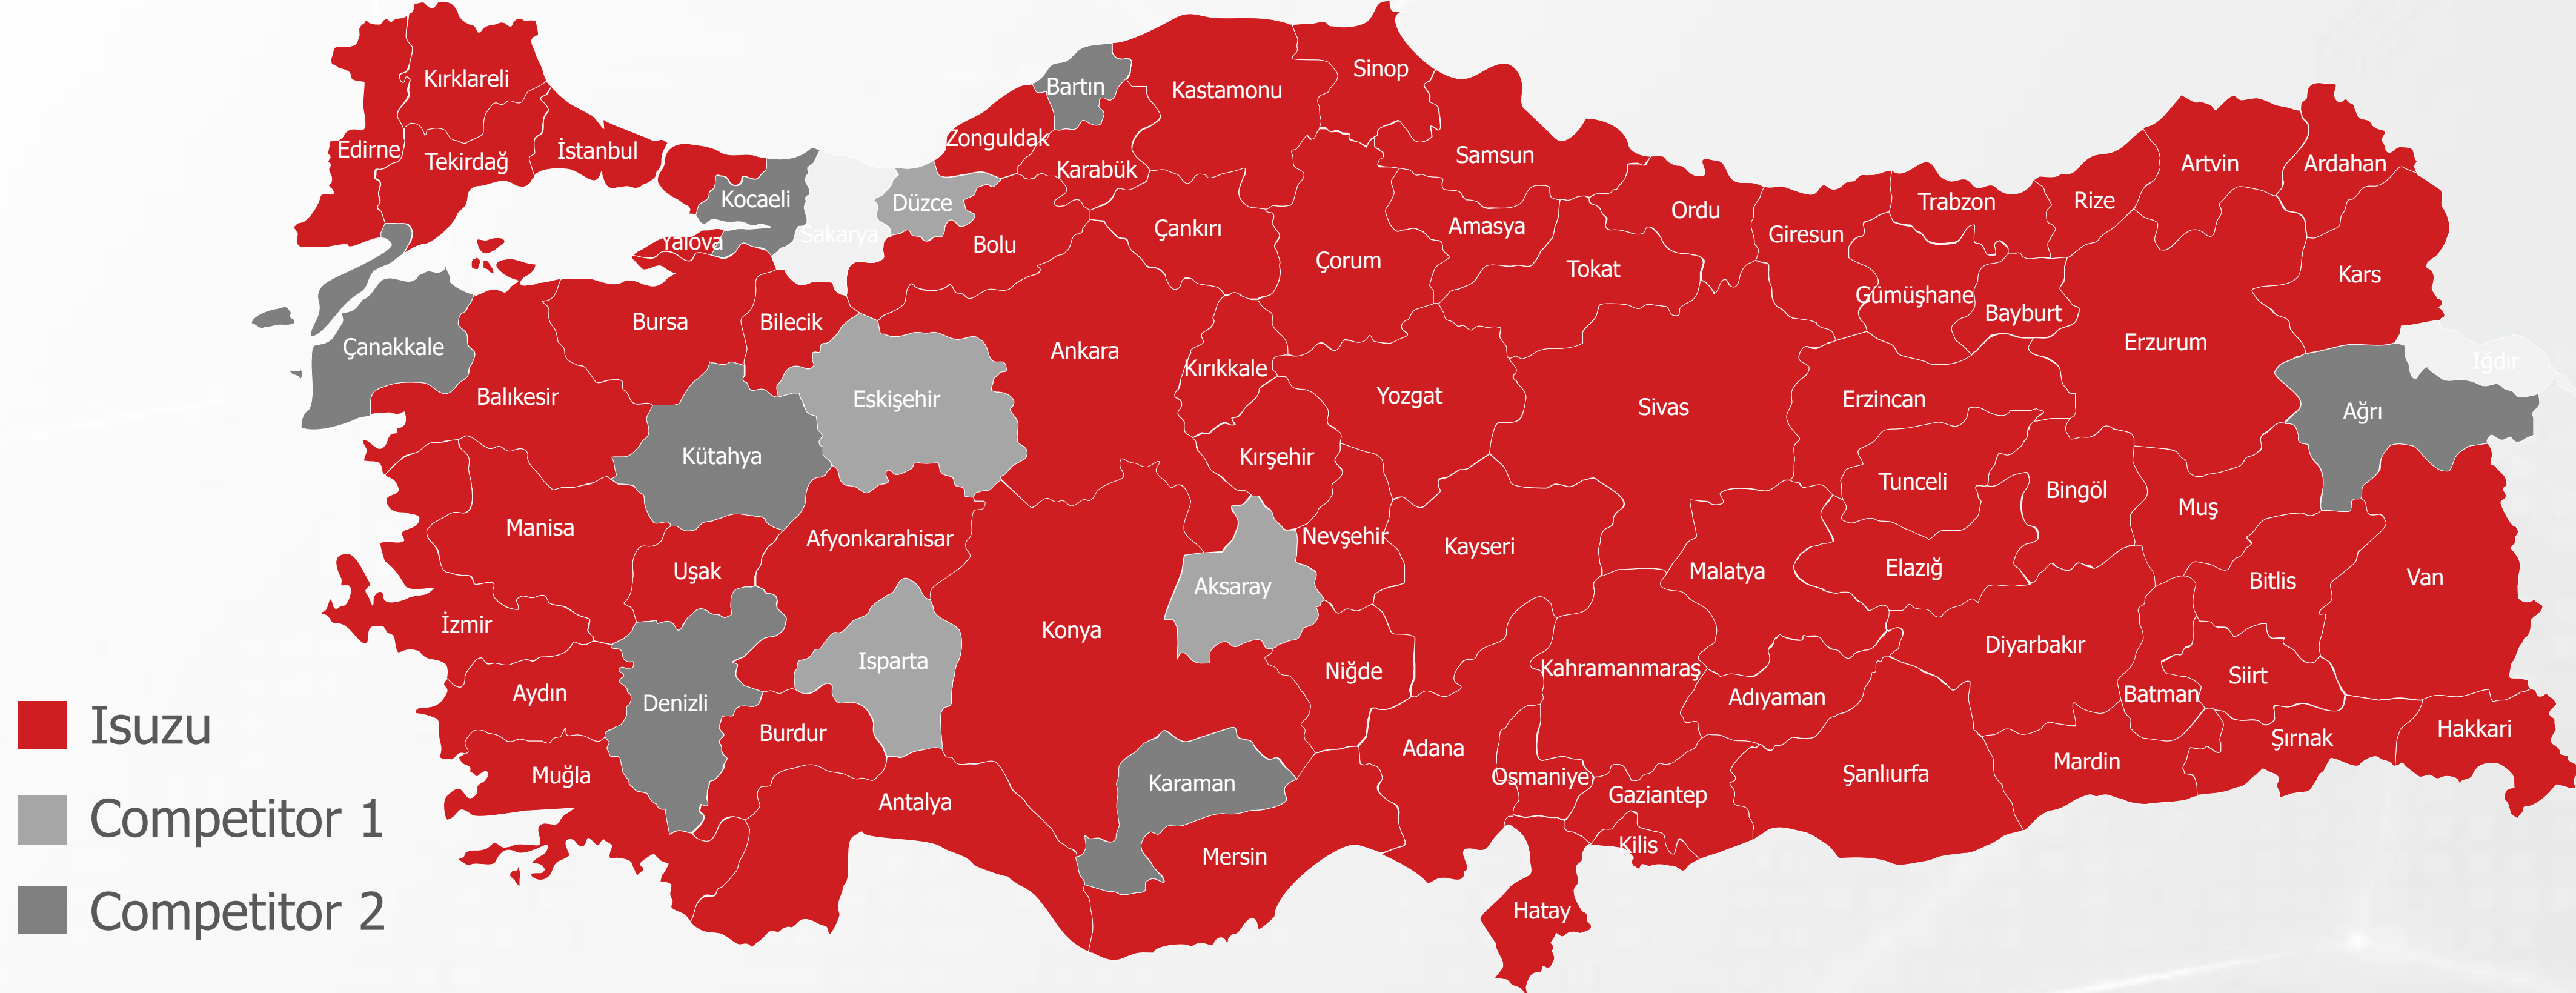 Kırklareli
Edirne
Tekirdağ
İstanbul
Kocaeli
Yalova
Sakarya
Düzce
Bolu
Zonguldak
Bartın
Karabük
Kastamonu
Sinop
Çankırı
Çorum
Samsun
Amasya
Tokat
Ordu
Giresun
Trabzon
Gümüşhane
Bayburt
Rize
Artvin
Ardahan
Kars
Iğdır
Ağrı
Erzurum
Erzincan
Çanakkale
Balıkesir
Bursa
Bilecik
Eskişehir
Kütahya
Ankara
Kırıkkale
Kırşehir
Yozgat
Sivas
Tunceli
Bingöl
Muş
Manisa
Uşak
Afyonkarahisar
İzmir
Aydın
Denizli
Muğla
Burdur
Isparta
Antalya
Konya
Aksaray
Nevşehir
Niğde
Kayseri
Karaman
Mersin
Adana
Osmaniye
Hatay
Kahramanmaraş
Gaziantep
Kilis
Malatya
Adıyaman
Elazığ
Şanlıurfa
Diyarbakır
Mardin
Batman
Siirt
Bitlis
Van
Şırnak
Hakkari
Isuzu
Competitor 1
Competitor 2